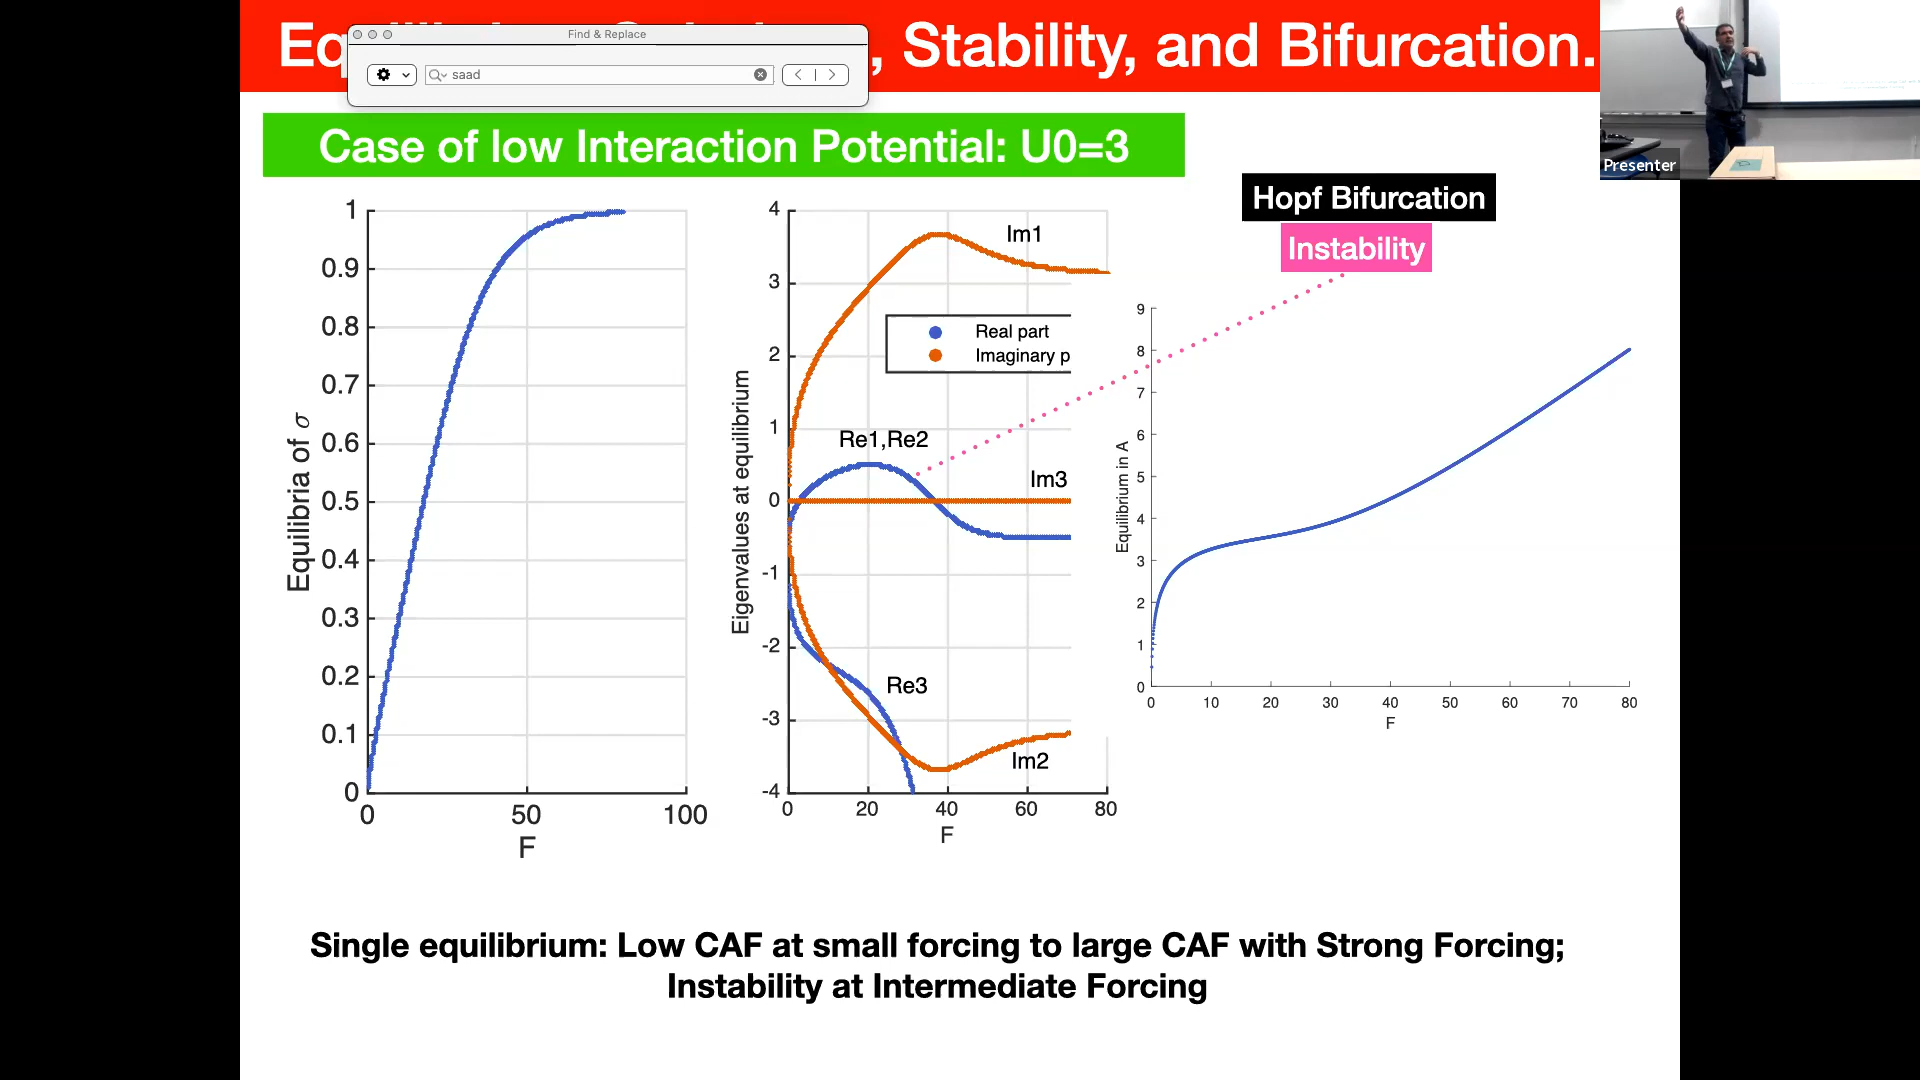 Eq
, Stability, and Bifurcation.
Find & Replace
saad
Presenter
Case of low Interaction Potential: U0=3
Hopf Bifurcation
Instability
1
0.9
0.8
0.7
0.6
0.5
0.4
0.3
0.2
0.1
0
Equilibria of σ
0
50
100
F
4
3
2
1
0
-1
-2
-3
-4
Eigenvalues at equilibrium
Im1
Real part
Imaginary p
Re1,Re2
Im3
Re3
Im2
0
20
40
60
80
F
9
8
7
6
5
4
3
2
1
0
Equilibrium in A
0
10
20
30
40
50
60
70
80
F
Single equilibrium: Low CAF at small forcing to large CAF with Strong Forcing;
Instability at Intermediate Forcing